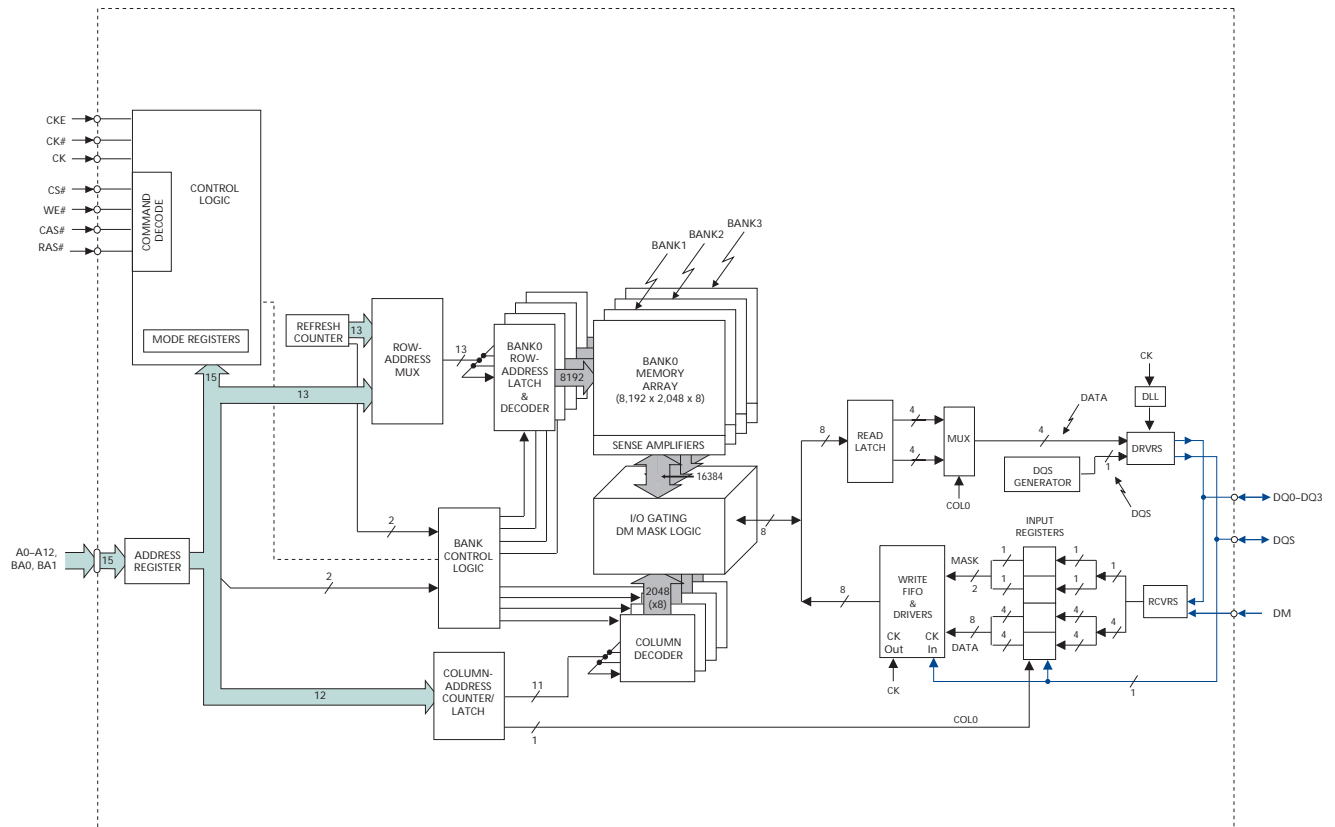 CKE
CK#
CK
CS#
WE#
CAS#
RAS#
COMMAND
DECODE
CONTROL
LOGIC
MODE REGISTERS
15
REFRESH
COUNTER
13
13
ROW-
ADDRESS
MUX
13
BANK0
ROW-
ADDRESS
LATCH
&
DECODER
8192
BANK1
BANK2
BANK3
BANK0
MEMORY
ARRAY
(8,192 x 2,048 x 8)
SENSE AMPLIFIERS
16384
I/O GATING
DM MASK LOGIC
8
2048
(x8)
COLUMN
DECODER
A0–A12,
BA0, BA1
15
ADDRESS
REGISTER
2
2
BANK
CONTROL
LOGIC
12
COLUMN-
ADDRESS
COUNTER/
LATCH
11
1
COL0
8
READ
LATCH
4
4
MUX
COL0
4
DATA
DQS
GENERATOR
1
DQS
CK
DLL
DRVRS
DQ0–DQ3
DQS
DM
RCVRS
INPUT
REGISTERS
1
1
4
4
1
1
4
4
1
4
MASK
2
8
DATA
8
WRITE
FIFO
&
DRIVERS
CK
Out
CK
In
CK
1